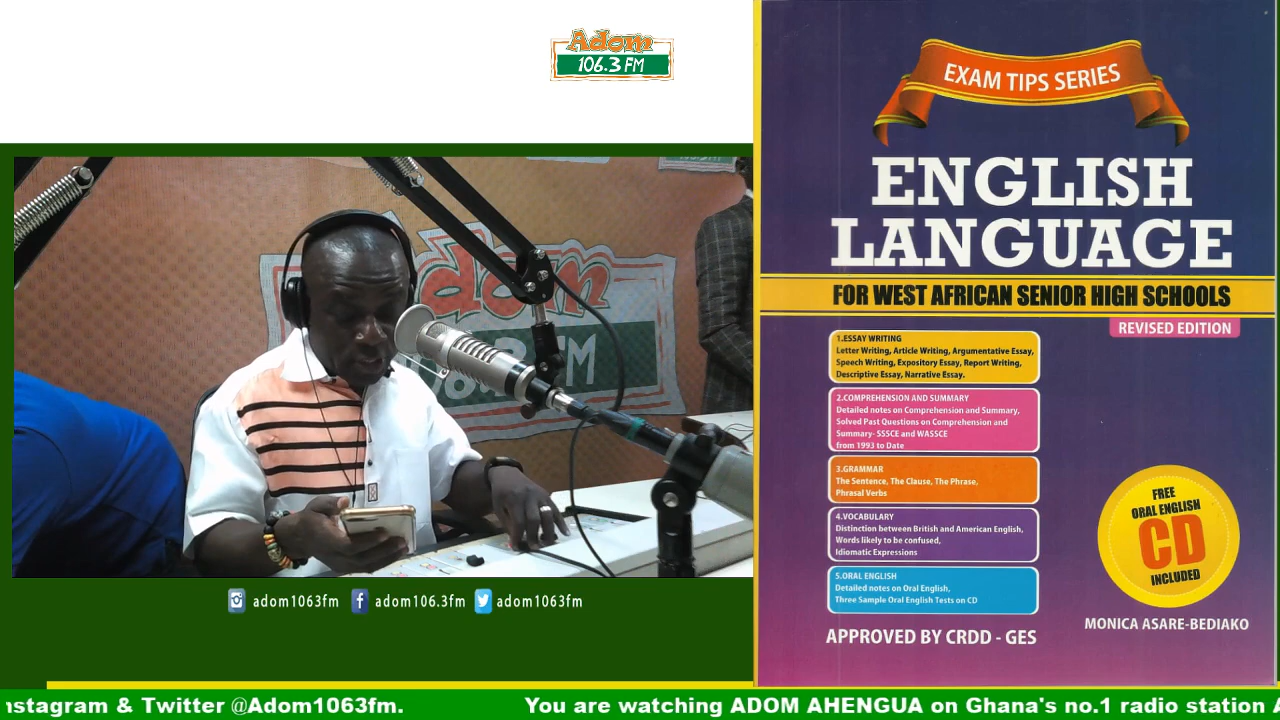 Adom
106.3 FM
Adom
106.3 FM
adom1063fm
adom106.3fm
adom1063fm
EXAM TIPS SERIES
ENGLISH
LANGUAGE
FOR WEST AFRICAN SENIOR HIGH SCHOOLS
REVISED EDITION
1.ESSAY WRITING
Letter Writing, Article Writing, Argumentative Essay,
Speech Writing, Expository Essay, Report Writing,
Descriptive Essay, Narrative Essay.
2.COMPREHENSION AND SUMMARY
Detailed notes on Comprehension and Summary,
Solved Past Questions on Comprehension and
Summary- SSSCE and WASSCE
from 1993 to Date
3.GRAMMAR
The Sentence, The Clause, The Phrase,
Phrasal Verbs
4.VOCABULARY
Distinction between British and American English,
Words likely to be confused,
Idiomatic Expressions
5.ORAL ENGLISH
Detailed notes on Oral English,
Three Sample Oral English Tests on CD
FREE
ORAL ENGLISH
CD
INCLUDED
APPROVED BY CRDD - GES
MONICA ASARE-BEDIAKO
nstagram & Twitter @Adom1063fm. You are watching ADOM AHENGUA on Ghana's no.1 radio station